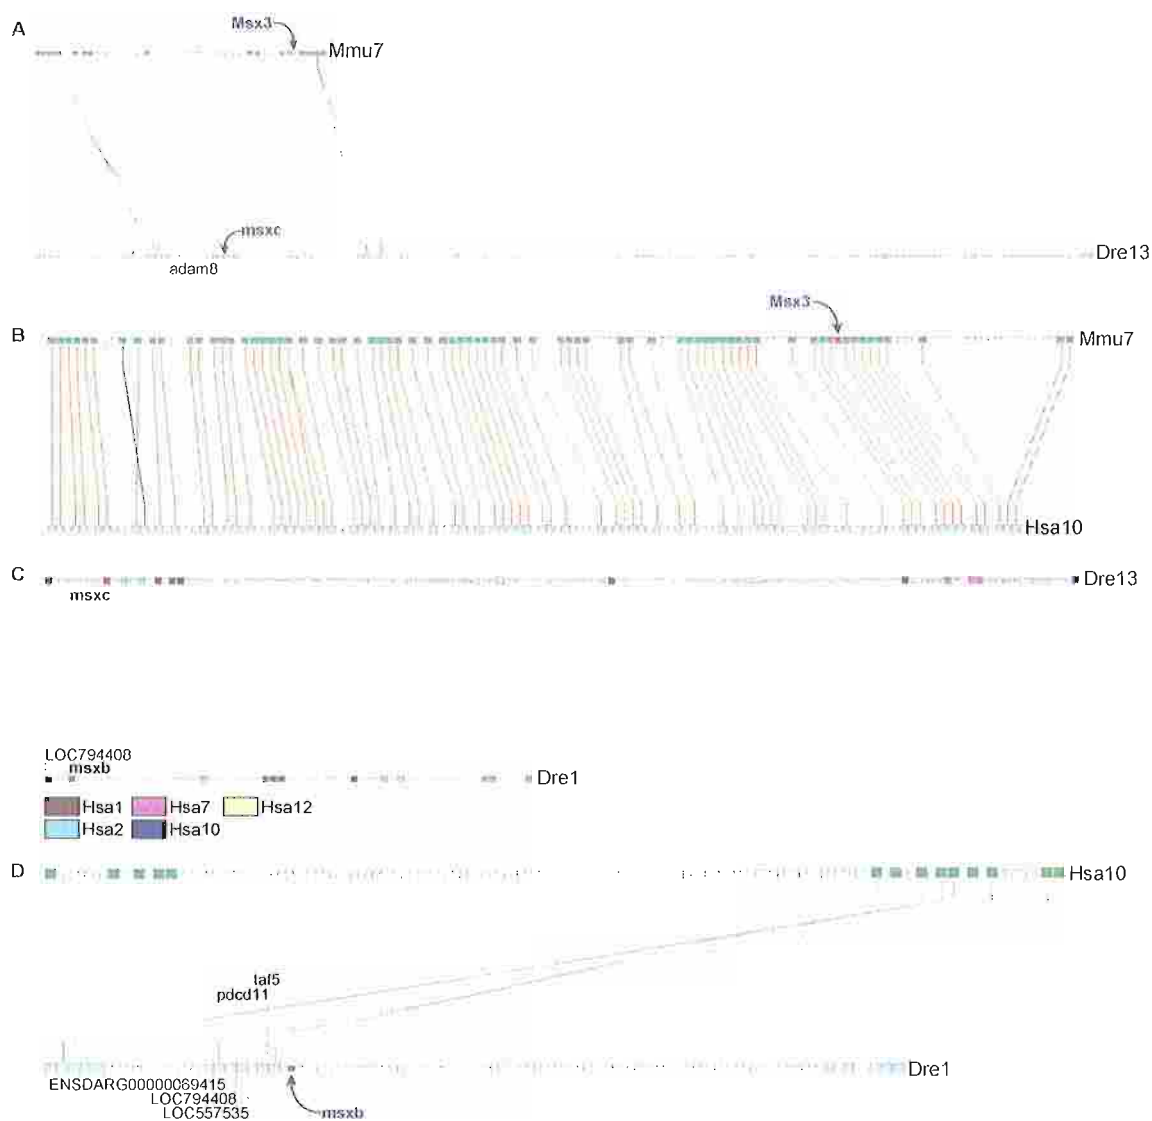 A
Msx3
Mmu7
msxc
Dre13
adam8
Msx3
B
Mmu7
Hsa10
C
Dre13
msxc
LOC794408
msxb
Dre1
Hsa1 Hsa7 Hsa12
Hsa2 Hsa10
D
Hsa10
taf5
pdcd11
Dre1
ENSDARG00000069415
LOC794408
LOC557535
msxb